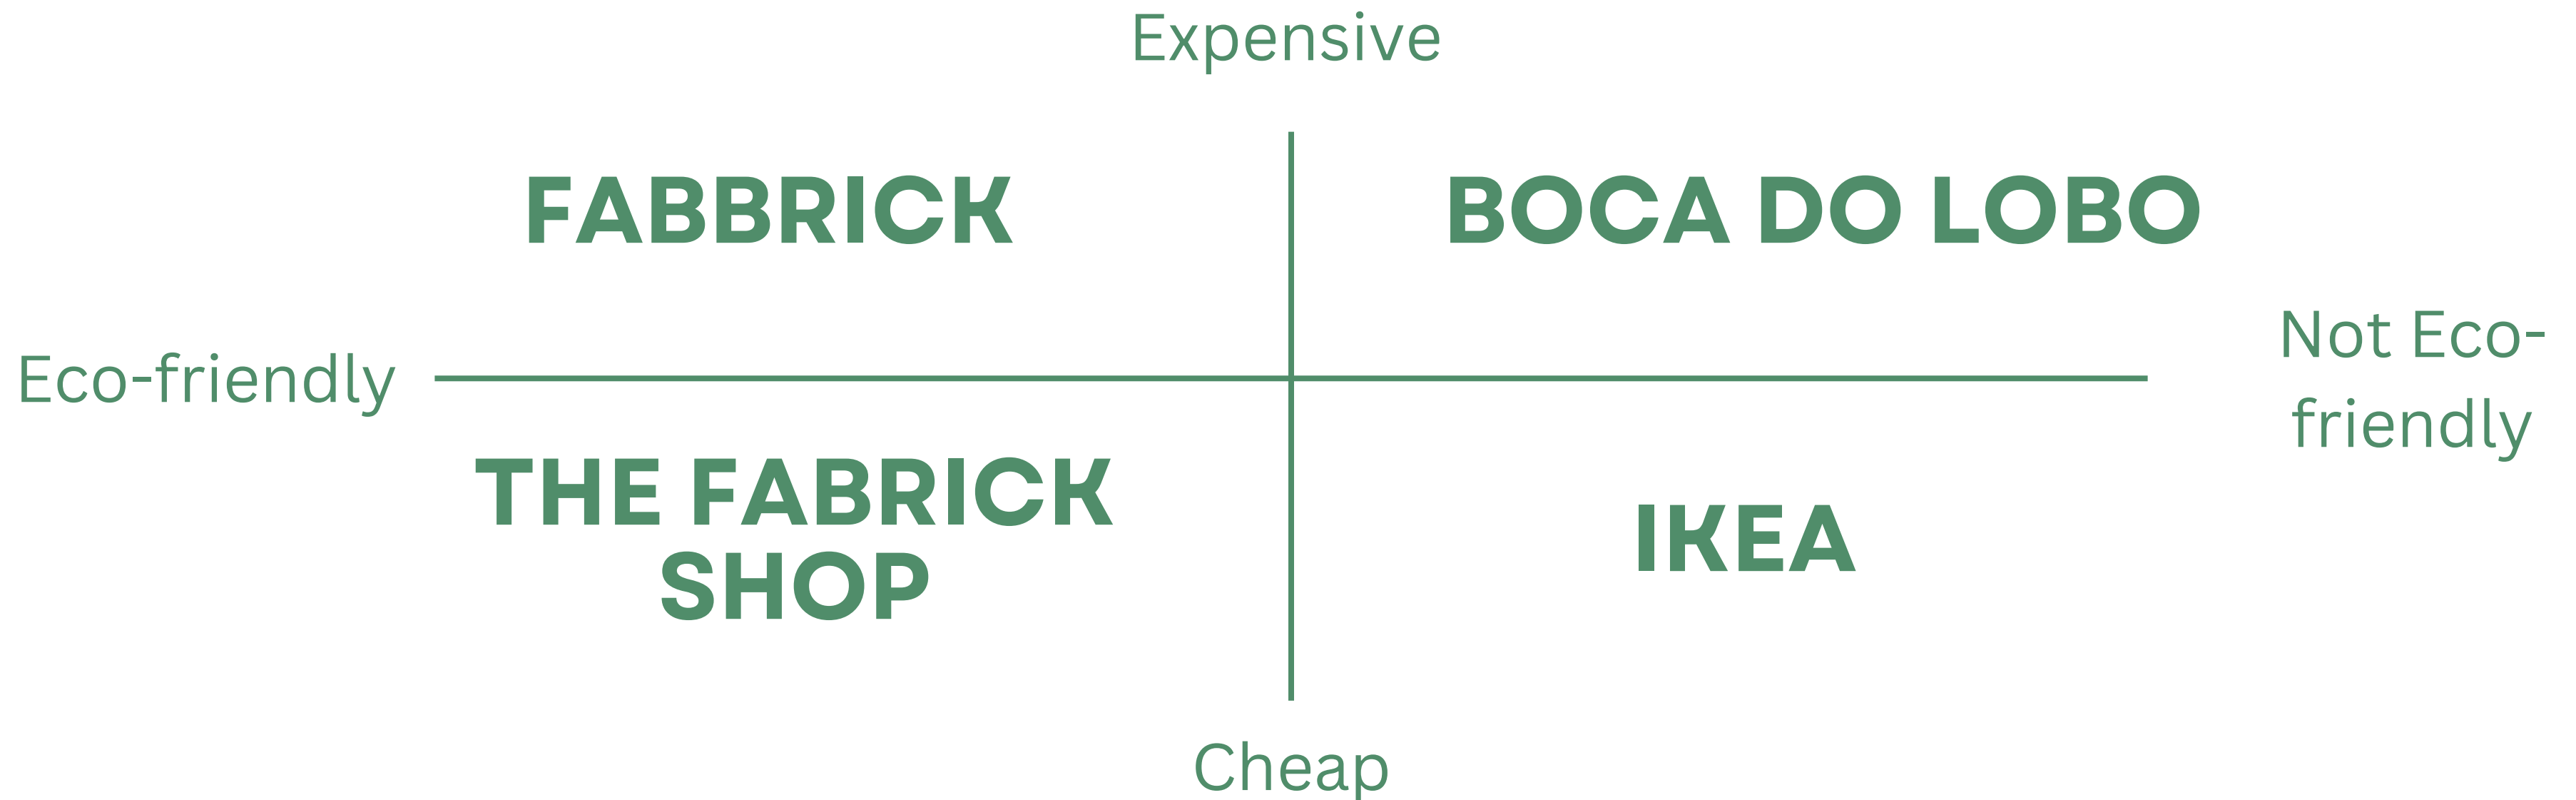 Expensive
FABBRICK
BOCA DO LOBO
Eco-friendly
Not Eco-
friendly
THE FABRICK
SHOP
IKEA
Cheap